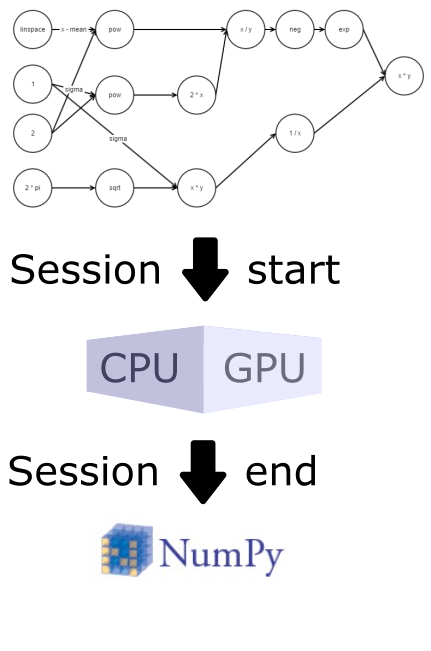 linspace x - mean pow x / y neg exp
x * y
1 sigma pow 2 * x
2 sigma 1 / x
2 * pi sqrt x * y
Session start
CPU GPU
Session end
NumPy